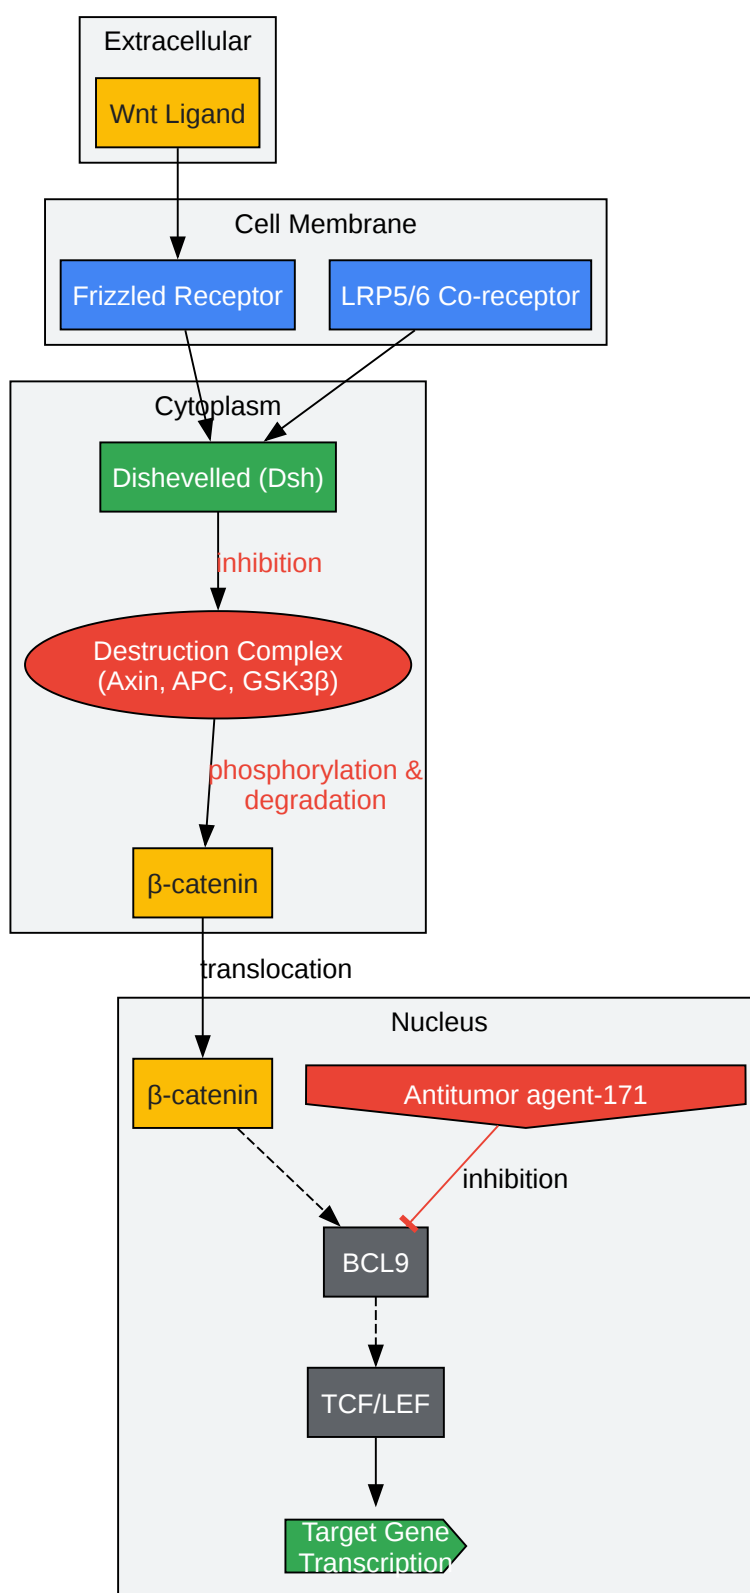 Extracellular
Wnt Ligand
Cell Membrane
Frizzled Receptor
LRP5/6 Co-receptor
Cytoplasm
Dishevelled (Dsh)
inhibition
Destruction Complex
(Axin, APC, GSK3β)
phosphorylation &
degradation
β-catenin
translocation
Nucleus
β-catenin
Antitumor agent-171
inhibition
BCL9
TCF/LEF
Target Gene
Transcription